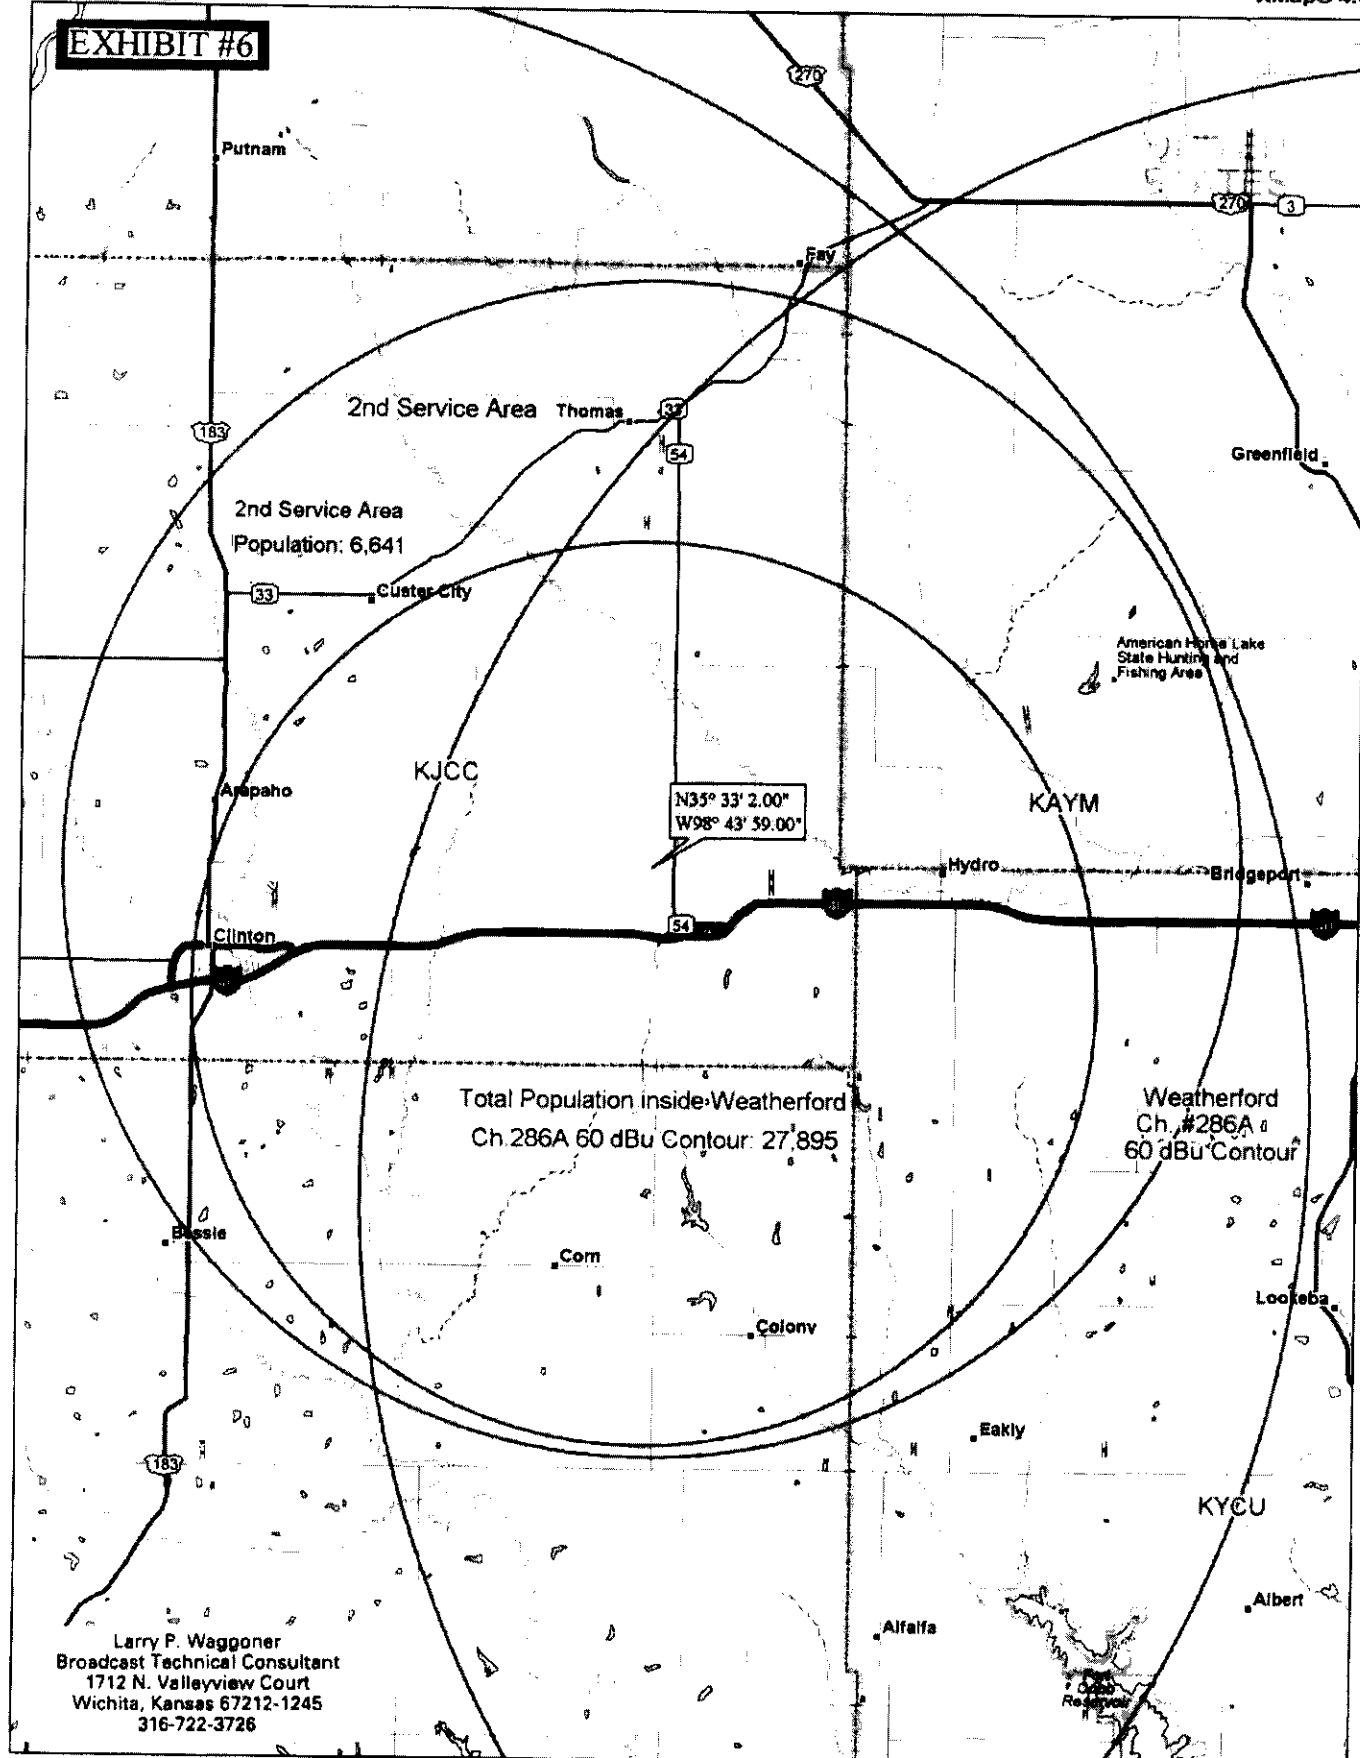 EXHIBIT #6
270
Putnam
270
3
Fay
2nd Service Area
Thomas
33
183
54
Greenfield
2nd Service Area
Population: 6,641
33
Custer City
American Horse Lake
State Hunting and
Fishing Area
KJCC
Arapaho
N35° 33' 2.00"
W98° 43' 59.00"
KAYM
Hydro
Bridgeport
54
Clinton
Total Population inside Weatherford
Ch.286A 60 dBu Contour: 27,895
Weatherford
Ch. #286A
60 dBu Contour
Bessie
Corn
Colony
Lookeba
Eakly
183
KYCU
Albert
Alfalfa
Fort
Cobb
Reservoir
Larry P. Waggoner
Broadcast Technical Consultant
1712 N. Valleyview Court
Wichita, Kansas 67212-1245
316-722-3726